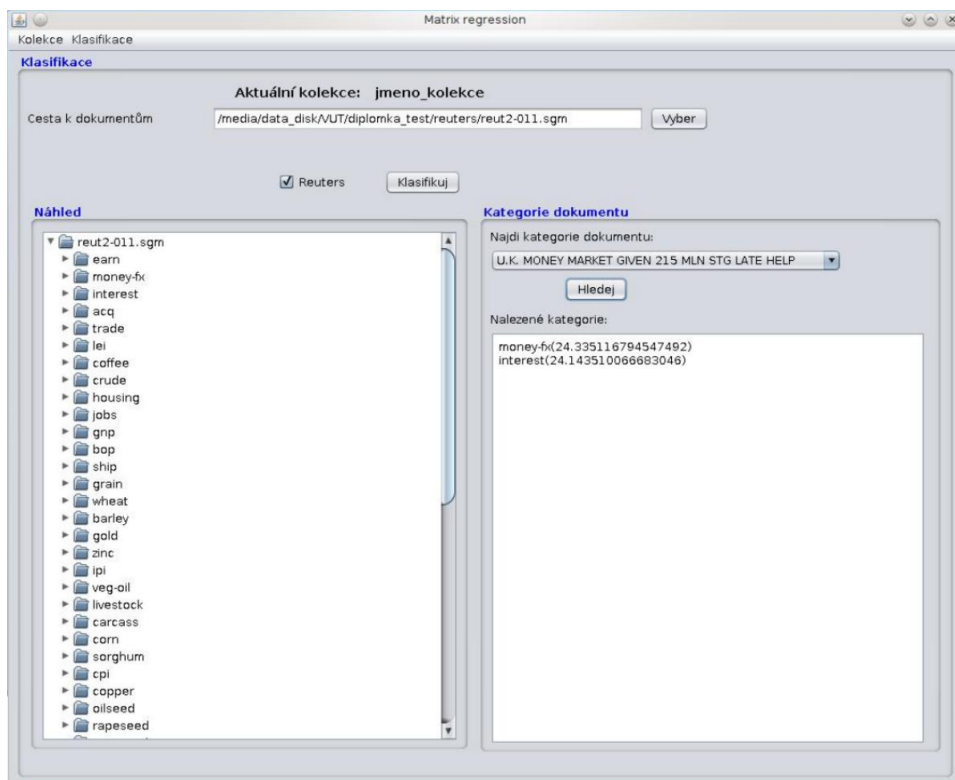 Matrix regression
Kolekce Klasifikace
Klasifikace
Aktuální kolekce: jmeno_kolekce
Cesta k dokumentům /media/data_disk/VUT/diplomka_test/reuters/reut2-011.sgm Vyber
Reuters Klasifikuj
Náhled
reut2-011.sgm
earn
money-fx
interest
acq
trade
lei
coffee
crude
housing
jobs
gnp
bop
ship
grain
wheat
barley
gold
zinc
ipi
veg-oil
livestock
carcass
corn
sorghum
cpi
copper
oilseed
rapeseed
Kategorie dokumentu
Najdi kategorie dokumentu:
U.K. MONEY MARKET GIVEN 215 MLN STG LATE HELP
Hledej
Nalezené kategorie:
money-fx(24.335116794547492)
interest(24.143510066683046)